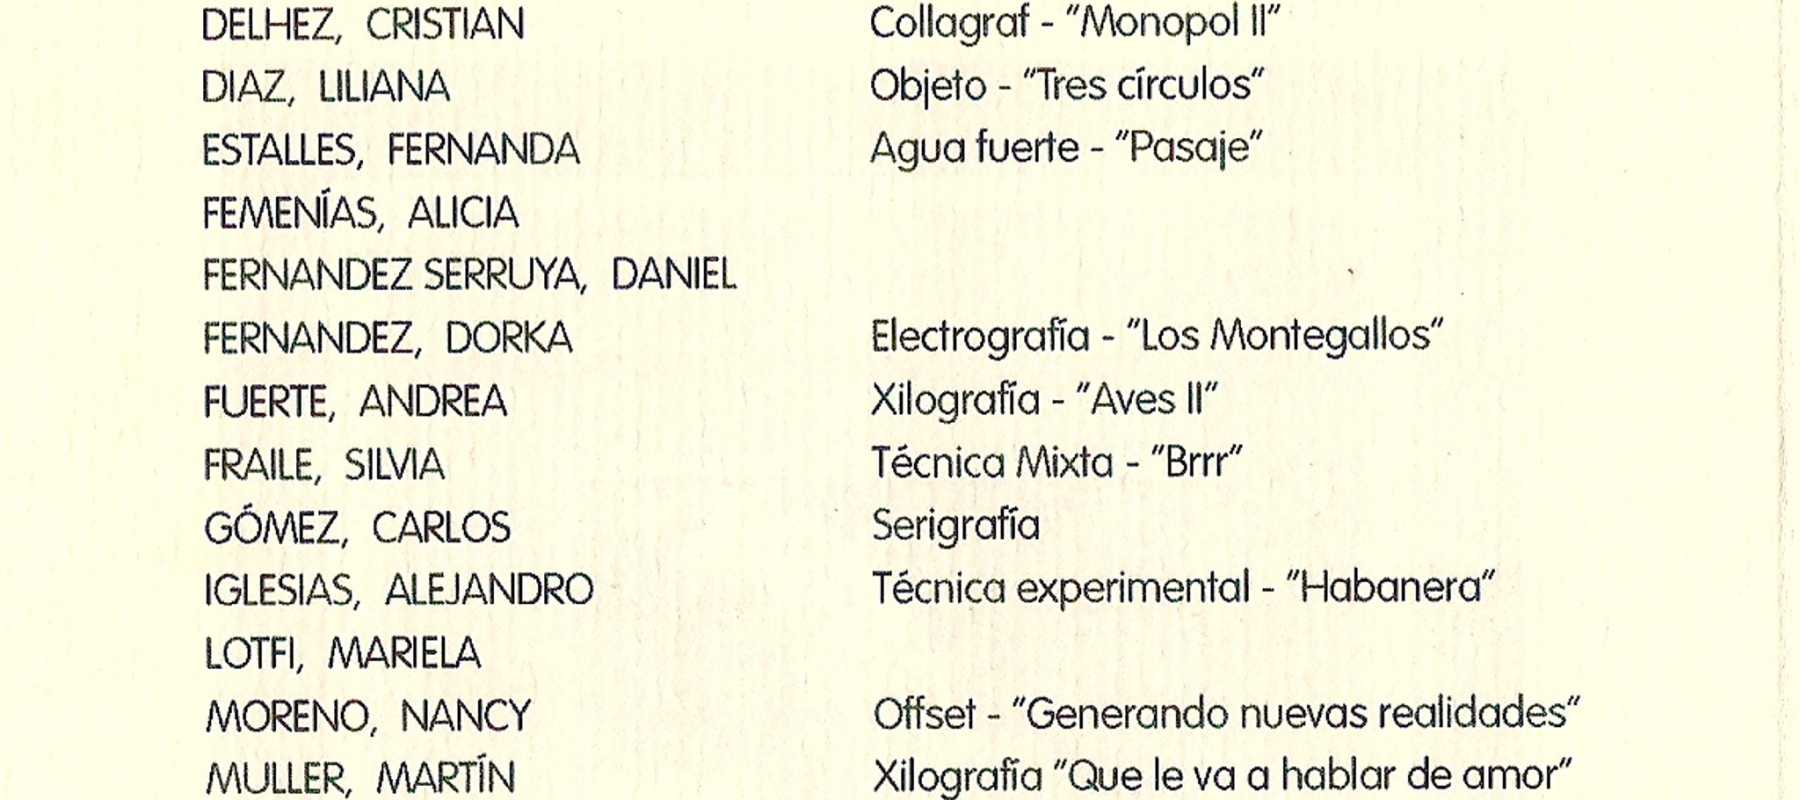 DELHEZ, CRISTIAN Collagraf - "Monopol II"
DIAZ, LILIANA Objeto - "Tres círculos"
ESTALLES, FERNANDA Agua fuerte - "Pasaje"
FEMENÍAS, ALICIA
FERNANDEZ SERRUYA, DANIEL
FERNANDEZ, DORKA Electrografía - "Los Montegallos"
FUERTE, ANDREA Xilografía - "Aves II"
FRAILE, SILVIA Técnica Mixta - "Brrr"
GÓMEZ, CARLOS Serigrafía
IGLESIAS, ALEJANDRO Técnica experimental - "Habanera"
LOTFI, MARIELA
MORENO, NANCY Offset - "Generando nuevas realidades"
MULLER, MARTÍN Xilografía "Que le va a hablar de amor"